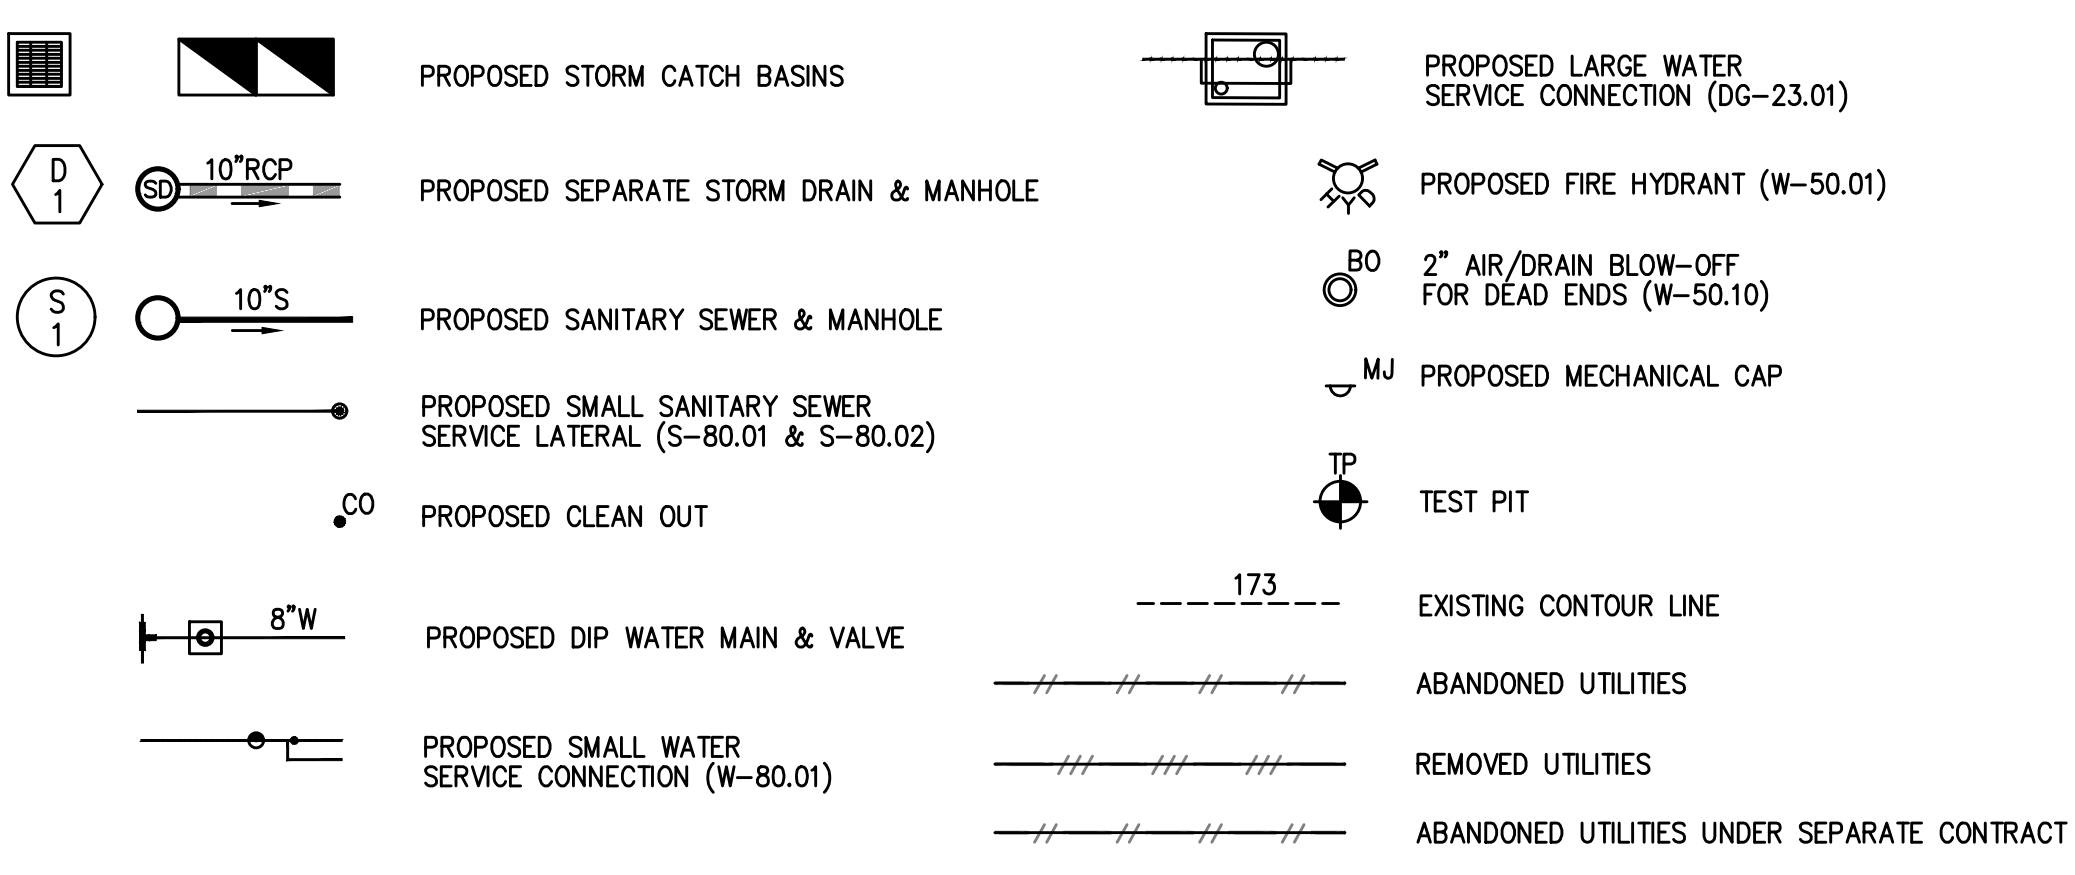 PROPOSED STORM CATCH BASINS
D
1
SD
10"RCP
PROPOSED SEPARATE STORM DRAIN & MANHOLE
S
1
10"S
PROPOSED SANITARY SEWER & MANHOLE
PROPOSED SMALL SANITARY SEWER
SERVICE LATERAL (S-80.01 & S-80.02)
CO
PROPOSED CLEAN OUT
8"W
PROPOSED DIP WATER MAIN & VALVE
PROPOSED SMALL WATER
SERVICE CONNECTION (W-80.01)
PROPOSED LARGE WATER
SERVICE CONNECTION (DG-23.01)
HYD
PROPOSED FIRE HYDRANT (W-50.01)
BO
2" AIR/DRAIN BLOW-OFF
FOR DEAD ENDS (W-50.10)
MJ
PROPOSED MECHANICAL CAP
TP
TEST PIT
173
EXISTING CONTOUR LINE
ABANDONED UTILITIES
REMOVED UTILITIES
ABANDONED UTILITIES UNDER SEPARATE CONTRACT